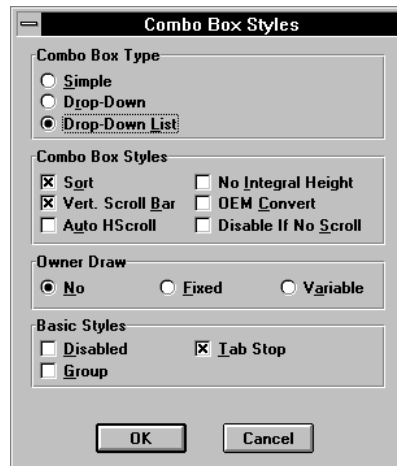 Combo Box Styles
Combo Box Type
Simple
Drop-Down
Drop-Down List
Combo Box Styles
Sort
No Integral Height
Vert. Scroll Bar
OEM Convert
Auto HScroll
Disable If No Scroll
Owner Draw
No
Fixed
Variable
Basic Styles
Disabled
Tab Stop
Group
OK
Cancel